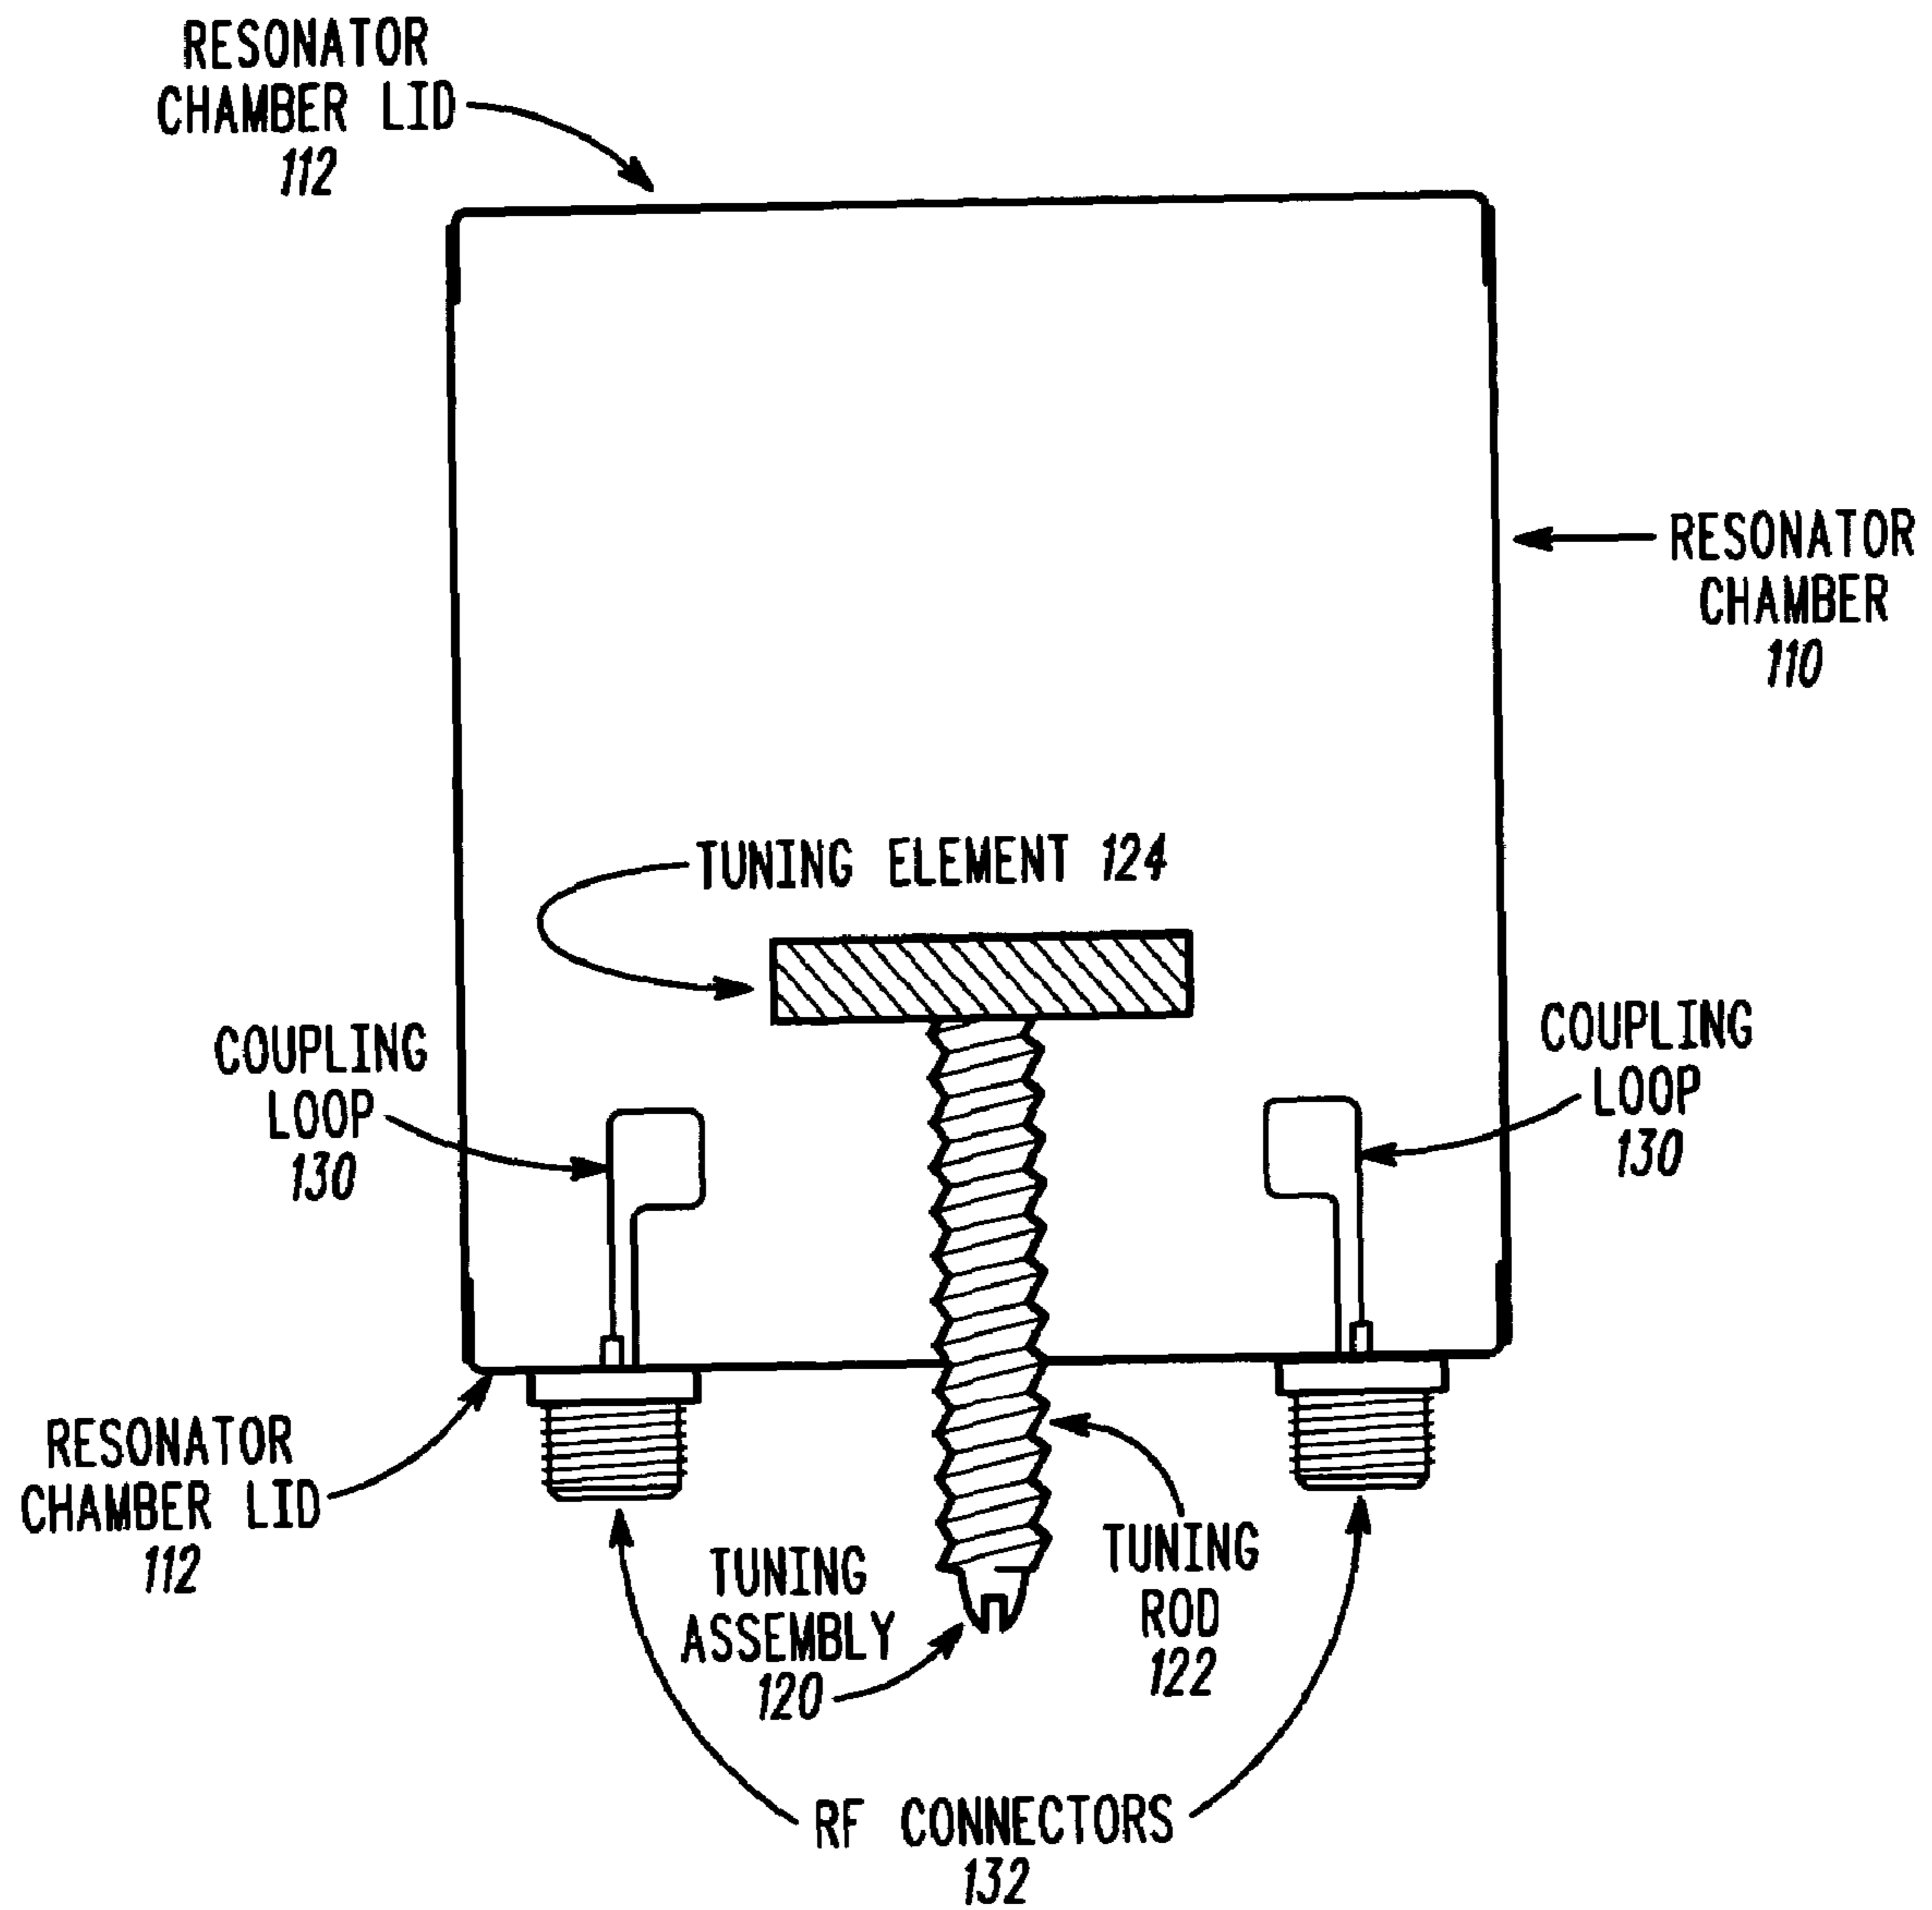 RESONATOR
CHAMBER LID
112
RESONATOR
CHAMBER
110
TUNING ELEMENT 124
COUPLING
LOOP
130
COUPLING
LOOP
130
RESONATOR
CHAMBER LID
112
TUNING
ASSEMBLY
120
TUNING
ROD
122
RF CONNECTORS
132